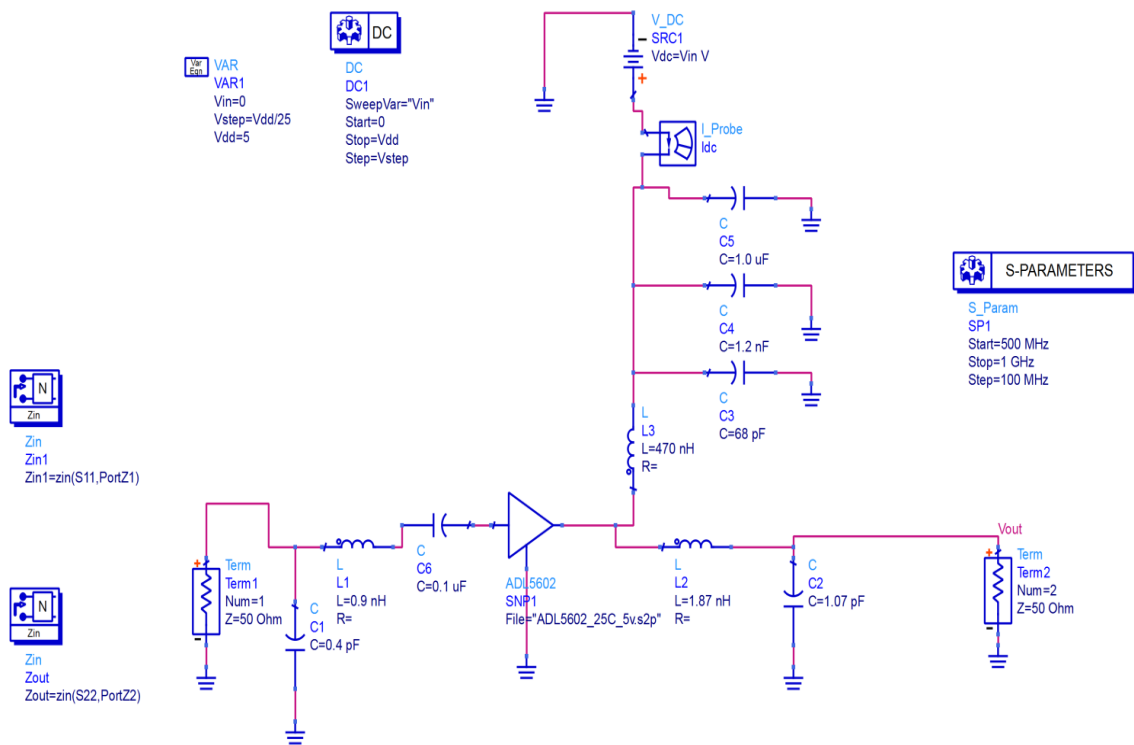 V_DC
SRC1
Vdc=Vin V
DC
DC
DC1
SweepVar="Vin"
Start=0
Stop=Vdd
Step=Vstep
Var
Eqn
VAR
VAR1
Vin=0
Vstep=Vdd/25
Vdd=5
I_Probe
Idc
C
C5
C=1.0 uF
C
C4
C=1.2 nF
C
C3
C=68 pF
S-PARAMETERS
S_Param
SP1
Start=500 MHz
Stop=1 GHz
Step=100 MHz
N
Zin
Zin
Zin1
Zin1=zin(S11,PortZ1)
L
L3
L=470 nH
R=
Term
Term1
Num=1
Z=50 Ohm
C
C1
C=0.4 pF
L
L1
L=0.9 nH
R=
C
C6
C=0.1 uF
ADL5602
SNP1
File="ADL5602_25C_5v.s2p"
L
L2
L=1.87 nH
R=
C
C2
C=1.07 pF
Vout
Term
Term2
Num=2
Z=50 Ohm
N
Zin
Zin
Zout
Zout=zin(S22,PortZ2)